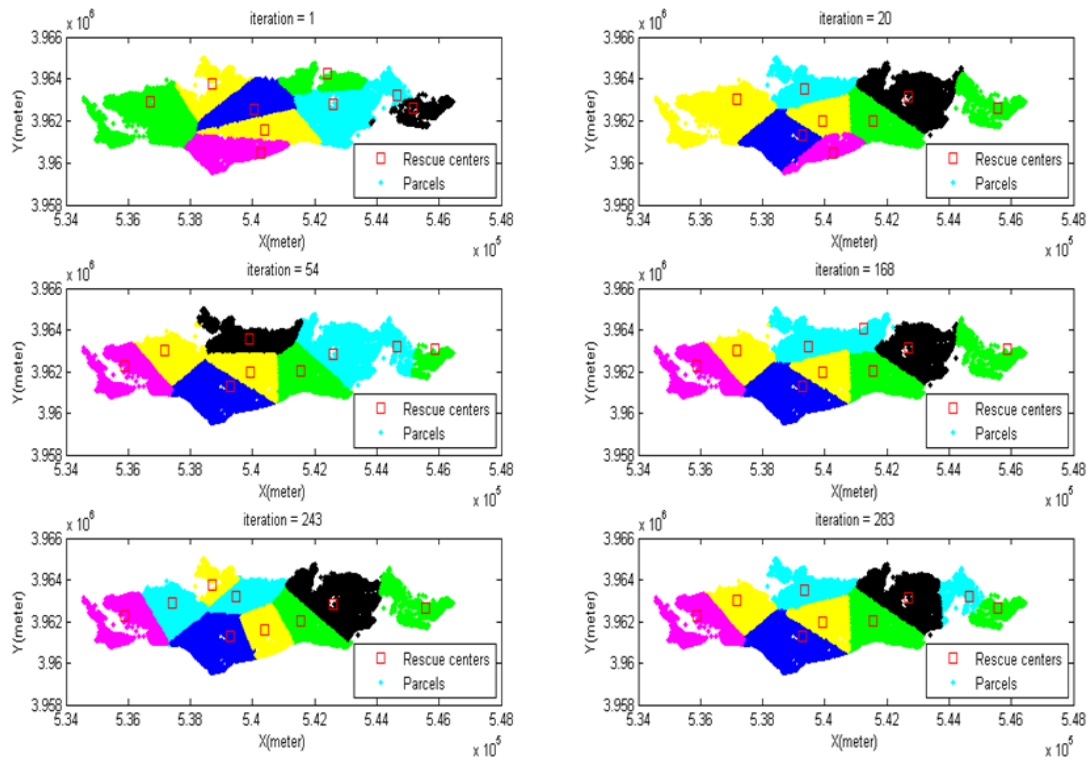 iteration = 1
x 10^6
3.966
3.964
3.962
3.96
3.958
Y(meter)
5.34 5.36 5.38 5.4 5.42 5.44 5.46 5.48
X(meter)
x 10^5
Rescue centers
Parcels
iteration = 20
x 10^6
3.966
3.964
3.962
3.96
3.958
Y(meter)
5.34 5.36 5.38 5.4 5.42 5.44 5.46 5.48
X(meter)
x 10^5
Rescue centers
Parcels
iteration = 54
x 10^6
3.966
3.964
3.962
3.96
3.958
Y(meter)
5.34 5.36 5.38 5.4 5.42 5.44 5.46 5.48
X(meter)
x 10^5
Rescue centers
Parcels
iteration = 168
x 10^6
3.966
3.964
3.962
3.96
3.958
Y(meter)
5.34 5.36 5.38 5.4 5.42 5.44 5.46 5.48
X(meter)
x 10^5
Rescue centers
Parcels
iteration = 243
x 10^6
3.966
3.964
3.962
3.96
3.958
Y(meter)
5.34 5.36 5.38 5.4 5.42 5.44 5.46 5.48
X(meter)
x 10^5
Rescue centers
Parcels
iteration = 283
x 10^6
3.966
3.964
3.962
3.96
3.958
Y(meter)
5.34 5.36 5.38 5.4 5.42 5.44 5.46 5.48
X(meter)
x 10^5
Rescue centers
Parcels